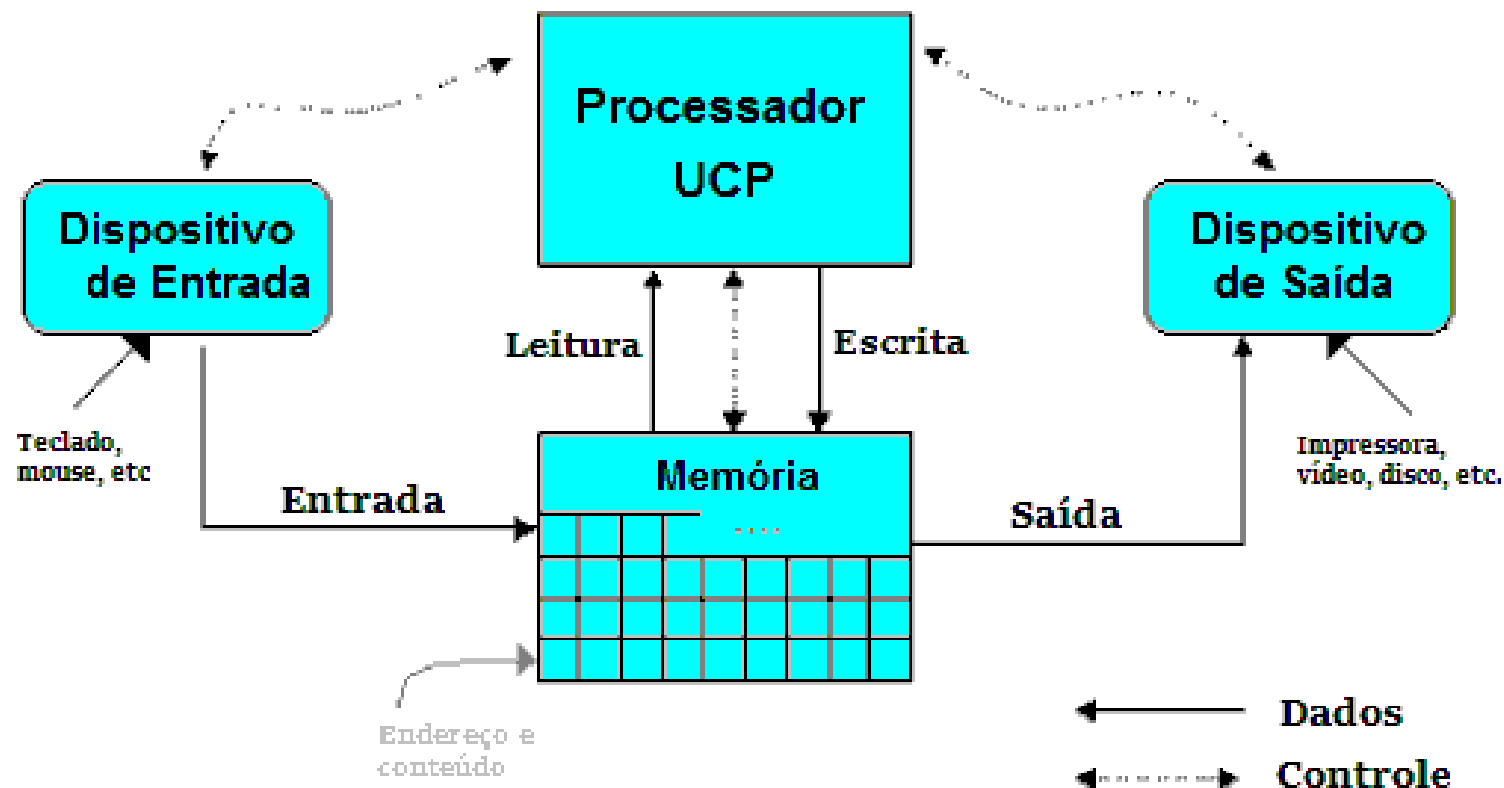 Processador
UCP
Dispositivo
de Entrada
Dispositivo
de Saída
Leitura
Escrita
Teclado,
mouse, etc
Impressora,
vídeo, disco, etc.
Memória
Entrada
....
Saída
Endereço e
conteúdo
Dados
Controle